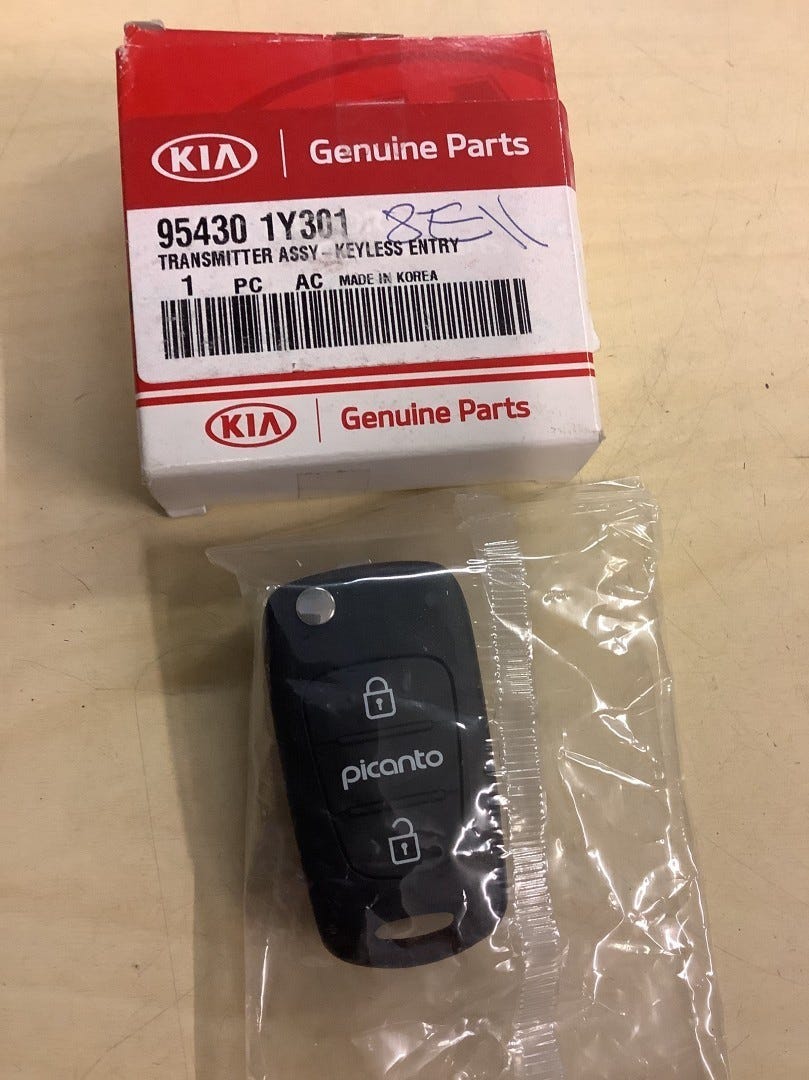 KIA Genuine Parts
95430 1Y301 8E11
TRANSMITTER ASSY-KEYLESS ENTRY
1 PC AC MADE IN KOREA
KIA Genuine Parts
picanto